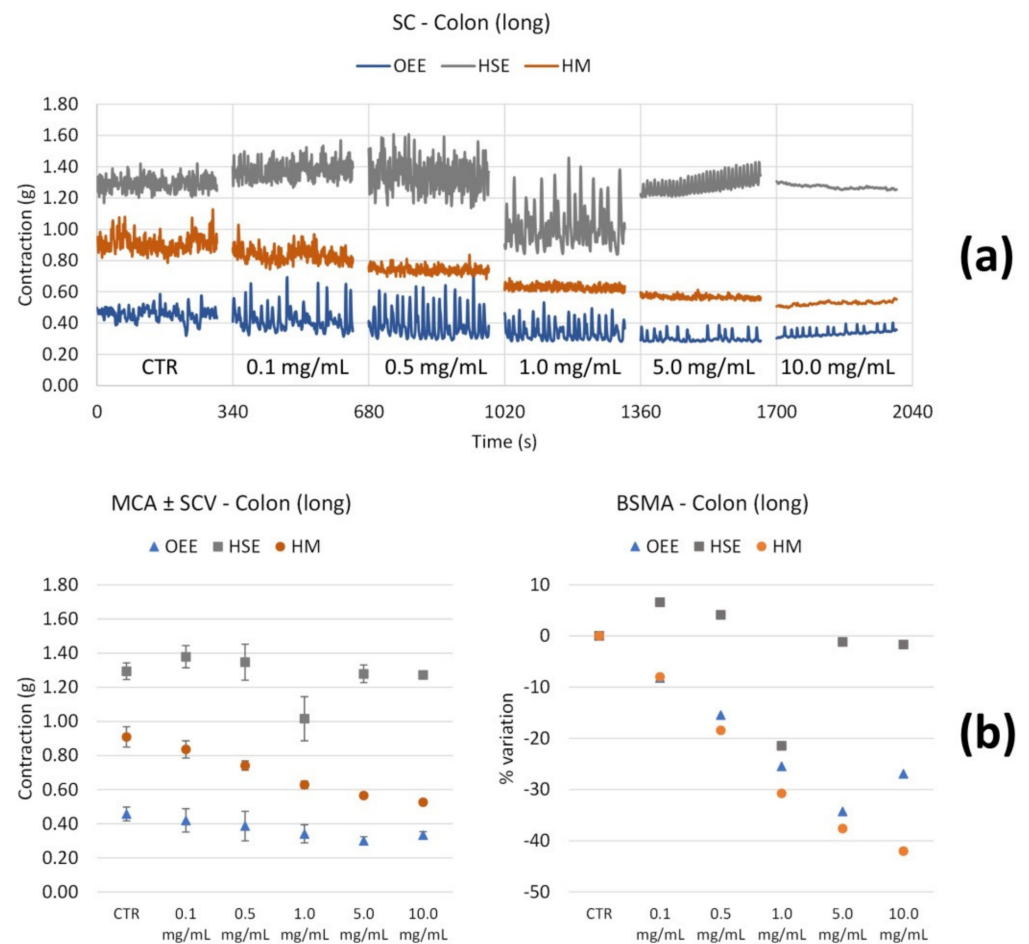 SC - Colon (long)
OEE HSE HM
Contraction (g)
1.80
1.60
1.40
1.20
1.00
0.80
0.60
0.40
0.20
0.00
CTR 0.1 mg/mL 0.5 mg/mL 1.0 mg/mL 5.0 mg/mL 10.0 mg/mL
0 340 680 1020 1360 1700 2040
Time (s)
(a)
MCA ± SCV - Colon (long)
OEE HSE HM
Contraction (g)
1.80
1.60
1.40
1.20
1.00
0.80
0.60
0.40
0.20
0.00
CTR 0.1 0.5 1.0 5.0 10.0
mg/mL mg/mL mg/mL mg/mL mg/mL
BSMA - Colon (long)
OEE HSE HM
% variation
10
0
-10
-20
-30
-40
-50
CTR 0.1 0.5 1.0 5.0 10.0
mg/mL mg/mL mg/mL mg/mL mg/mL
(b)